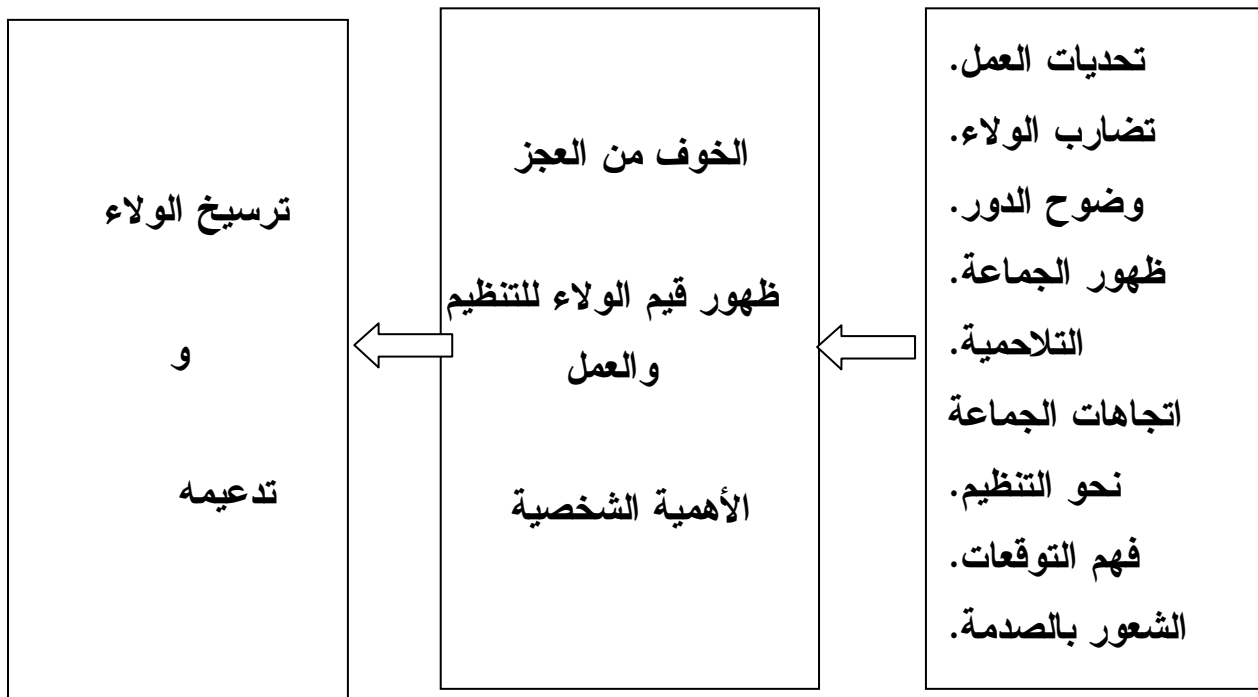 تحديات العمل.
تضارب الولاء.
وضوح الدور.
ظهور الجماعة.
التلاحمية.
اتجاهات الجماعة
نحو التنظيم.
فهم التوقعات.
الشعور بالصدمة.
الخوف من العجز
ظهور قيم الولاء للتنظيم
والعمل
الأهمية الشخصية
ترسيخ الولاء
و
تدعيمه